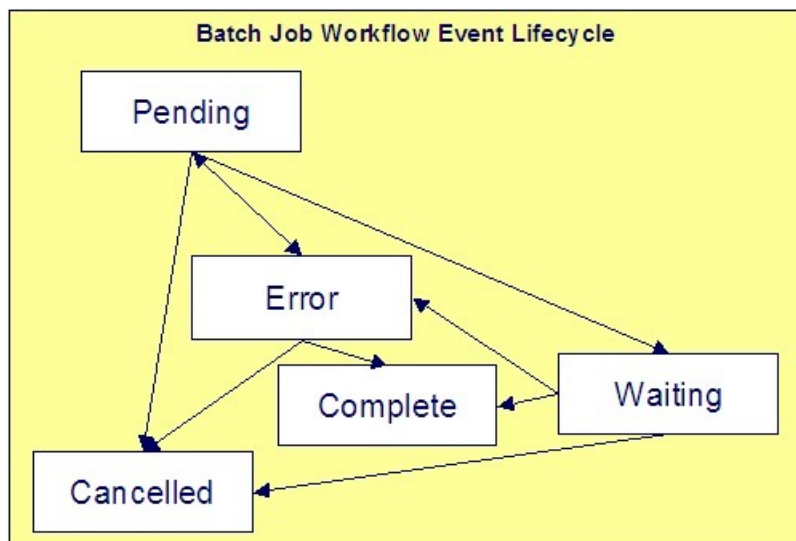 Batch Job Workflow Event Lifecycle
Pending
Error
Complete
Waiting
Cancelled